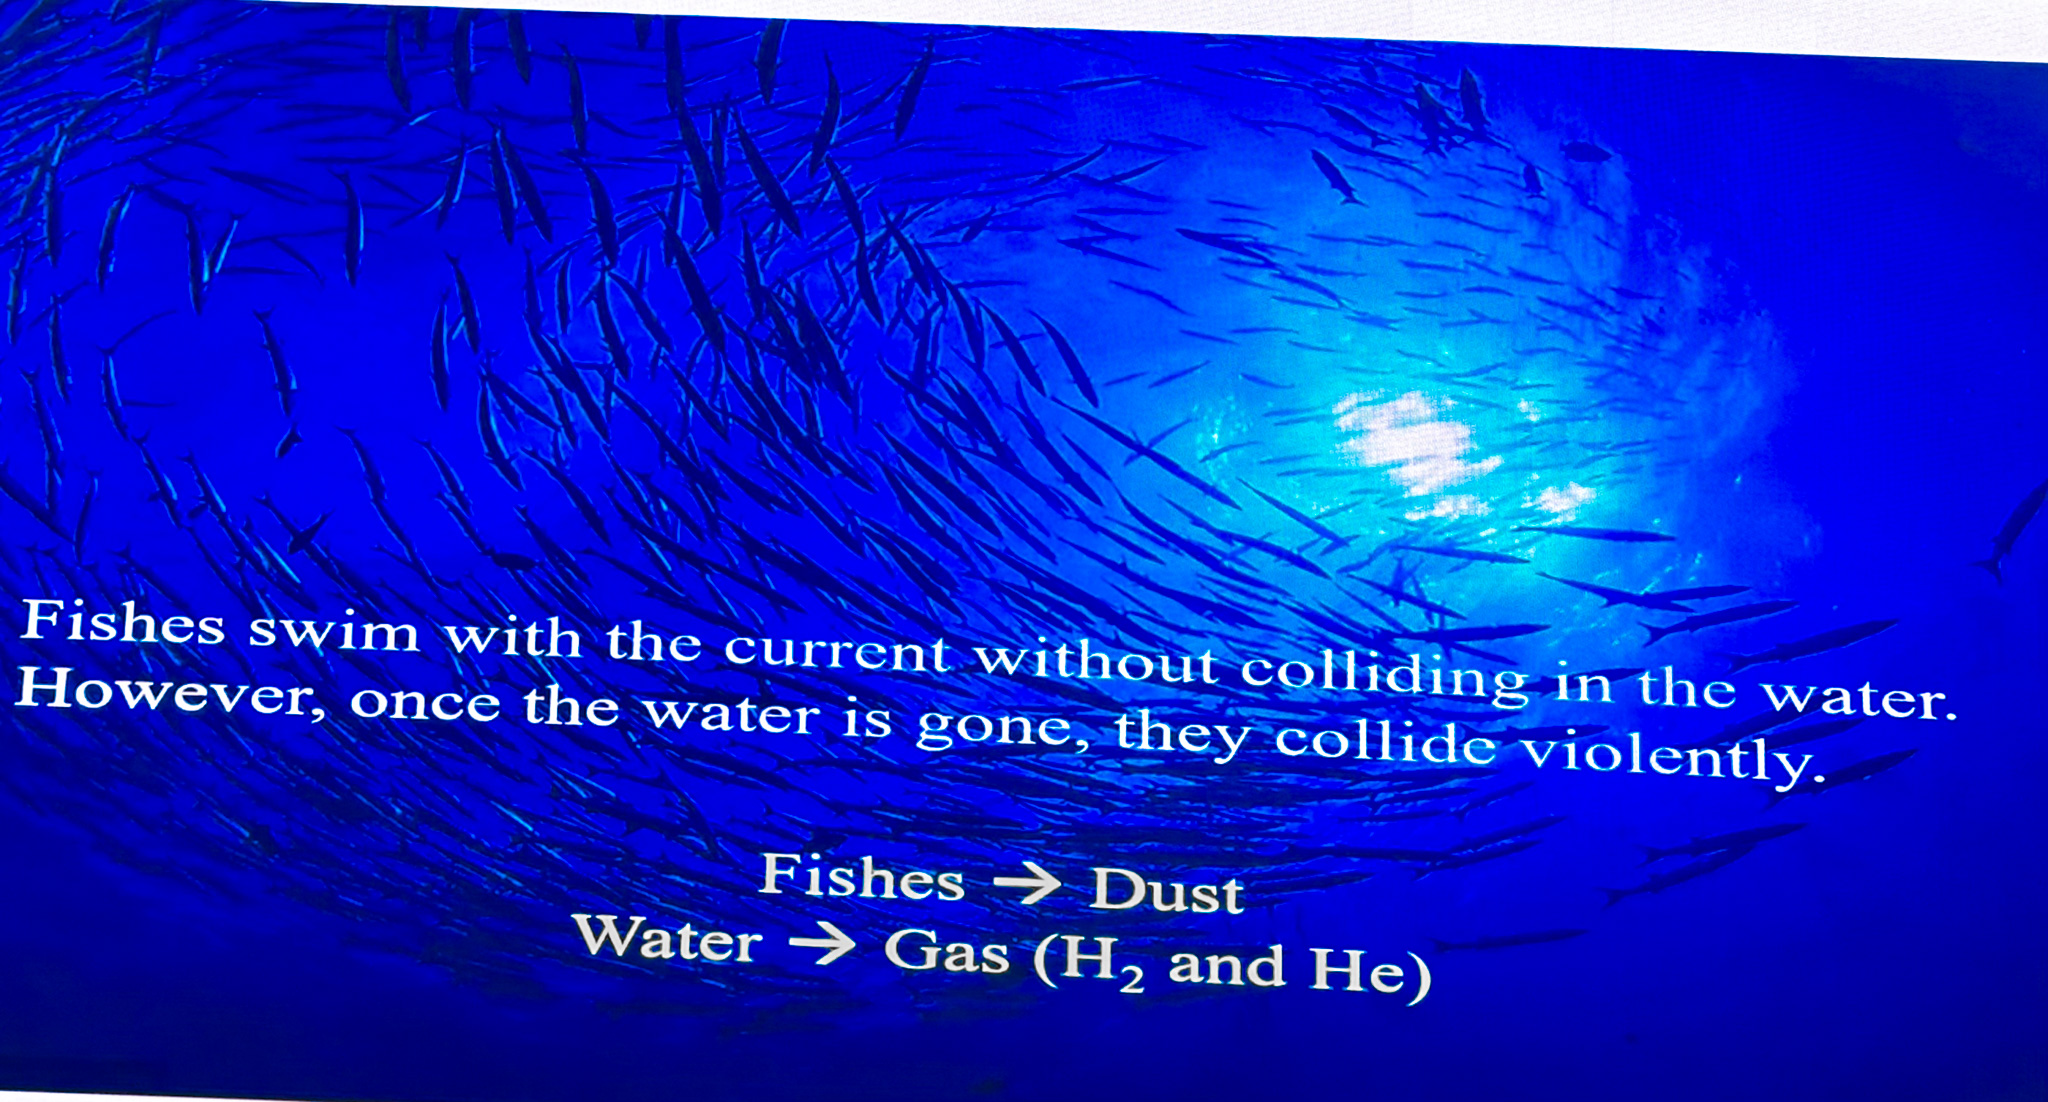 Fishes swim with the current without colliding in the water.
However, once the water is gone, they collide violently.
Fishes → Dust
Water → Gas (H₂ and He)